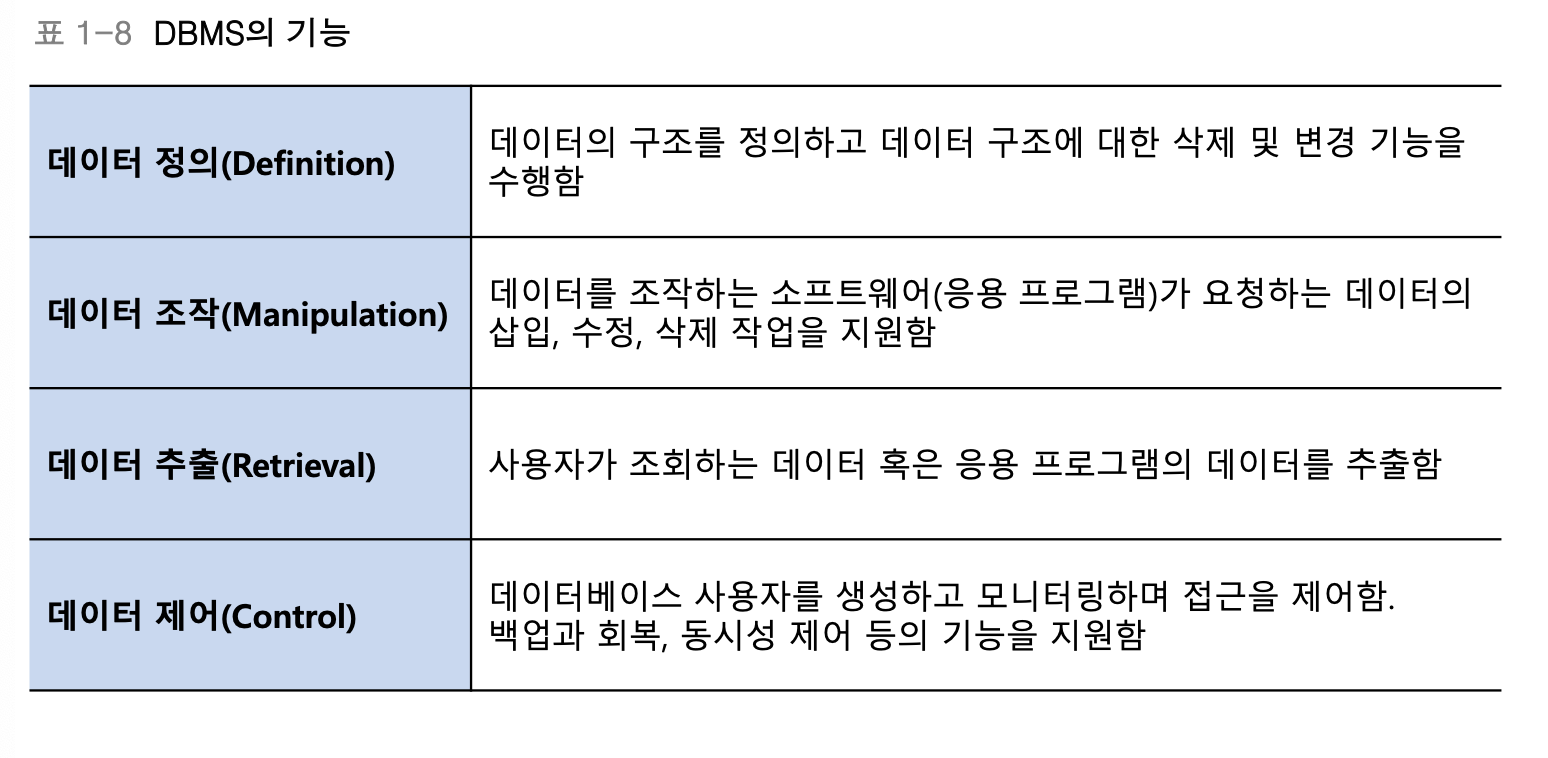 표 1-8 DBMS의 기능
데이터 정의(Definition)
데이터의 구조를 정의하고 데이터 구조에 대한 삭제 및 변경 기능을
수행함
데이터 조작(Manipulation)
데이터를 조작하는 소프트웨어(응용 프로그램)가 요청하는 데이터의
삽입, 수정, 삭제 작업을 지원함
데이터 추출(Retrieval)
사용자가 조회하는 데이터 혹은 응용 프로그램의 데이터를 추출함
데이터 제어(Control)
데이터베이스 사용자를 생성하고 모니터링하며 접근을 제어함.
백업과 회복, 동시성 제어 등의 기능을 지원함